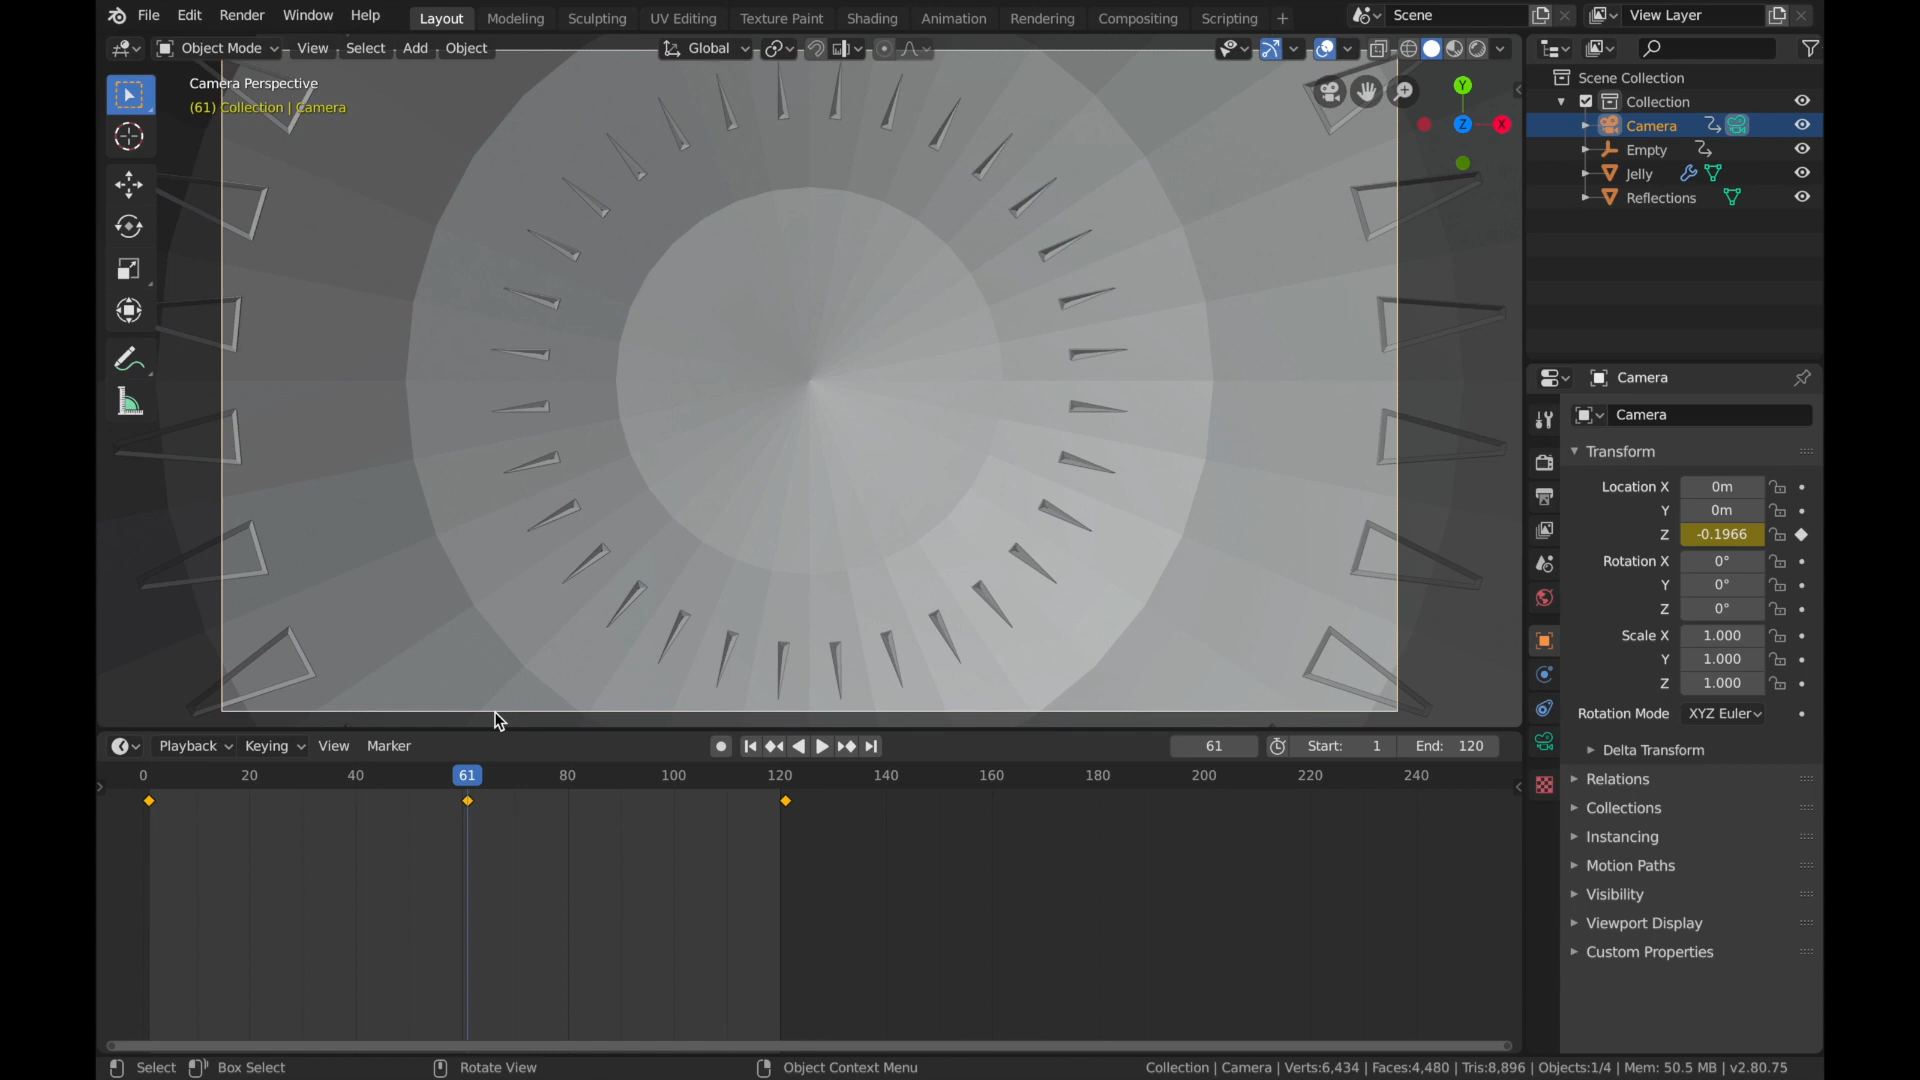 File Edit Render Window Help Layout Modeling Sculpting UV Editing Texture Paint Shading Animation Rendering Compositing Scripting + Scene View Layer
Object Mode View Select Add Object Global
Camera Perspective
(61) Collection | Camera
Y
Z
X
Scene Collection
Collection
Camera
Empty
Jelly
Reflections
Camera
Camera
Transform
Location X 0m
Y 0m
Z -0.1966
Rotation X 0°
Y 0°
Z 0°
Scale X 1.000
Y 1.000
Z 1.000
Rotation Mode XYZ Euler
Delta Transform
Relations
Collections
Instancing
Motion Paths
Visibility
Viewport Display
Custom Properties
Playback Keying View Marker 61 Start: 1 End: 120
0 20 40 61 80 100 120 140 160 180 200 220 240
Select Box Select Rotate View Object Context Menu Collection | Camera | Verts:6,434 | Faces:4,480 | Tris:8,896 | Objects:1/4 | Mem: 50.5 MB | v2.80.75